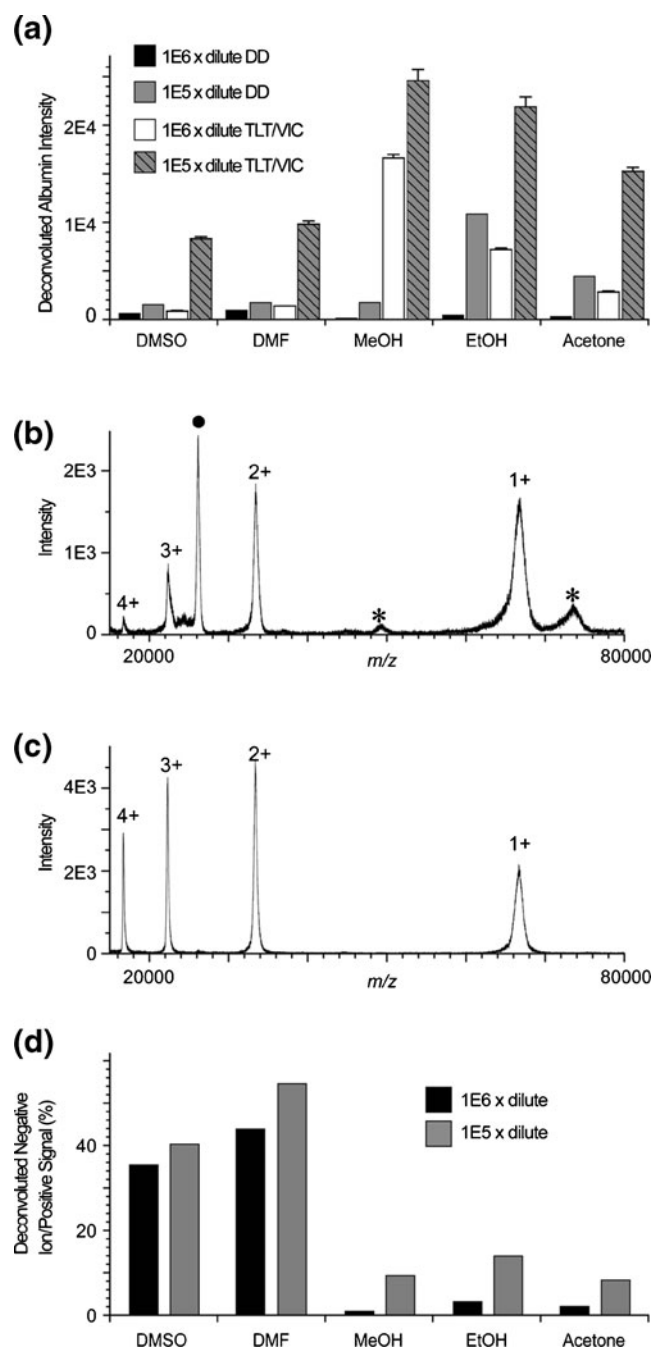 (a)
1E6 x dilute DD
1E5 x dilute DD
1E6 x dilute TLT/VIC
1E5 x dilute TLT/VIC
Deconvoluted Albumin Intensity
2E4
1E4
0
DMSO DMF MeOH EtOH Acetone
(b)
Intensity
2E3
1E3
0
4+
3+
2+
1+
*
*
20000 m/z 80000
(c)
Intensity
4E3
2E3
0
4+
3+
2+
1+
20000 m/z 80000
(d)
Deconvoluted Negative
Ion/Positive Signal (%)
40
20
0
1E6 x dilute
1E5 x dilute
DMSO DMF MeOH EtOH Acetone